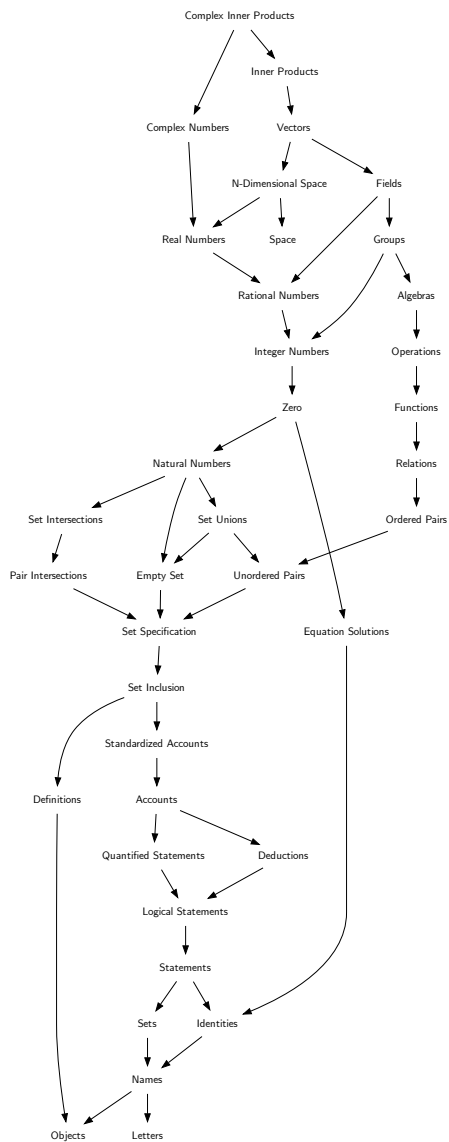 Complex Inner Products
Inner Products
Complex Numbers
Vectors
N-Dimensional Space
Fields
Real Numbers
Space
Groups
Rational Numbers
Algebras
Integer Numbers
Operations
Zero
Functions
Natural Numbers
Relations
Set Intersections
Set Unions
Ordered Pairs
Pair Intersections
Empty Set
Unordered Pairs
Set Specification
Equation Solutions
Set Inclusion
Standardized Accounts
Definitions
Accounts
Quantified Statements
Deductions
Logical Statements
Statements
Sets
Identities
Names
Objects
Letters